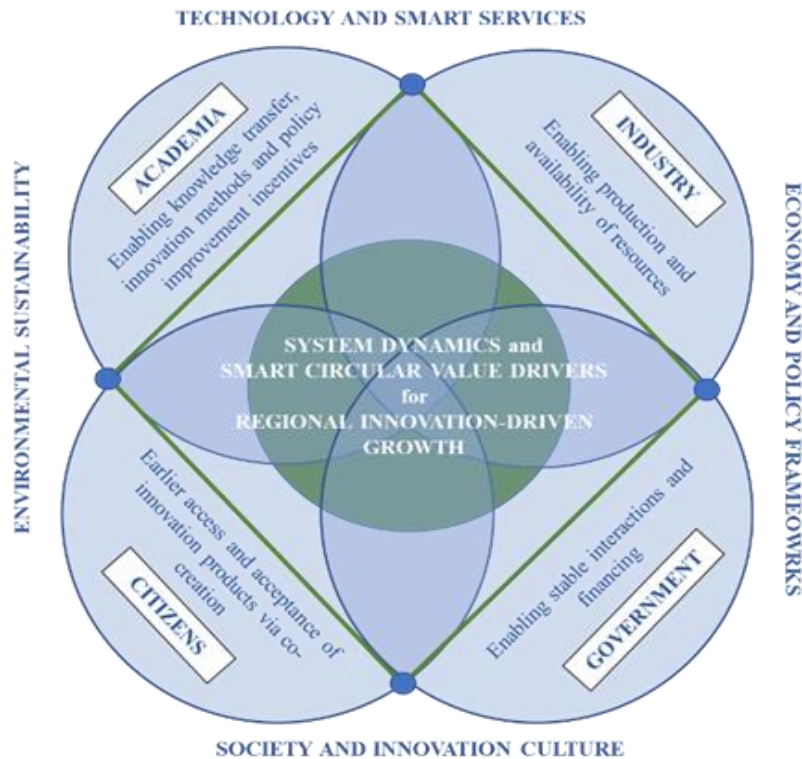 TECHNOLOGY AND SMART SERVICES
ACADEMIA
Enabling knowledge transfer,
innovation methods and policy
improvement incentives
INDUSTRY
Enabling production and
availability of resources
ENVIRONMENTAL SUSTAINABILITY
ECONOMY AND POLICY FRAMEOWRKS
SYSTEM DYNAMICS and
SMART CIRCULAR VALUE DRIVERS
for
REGIONAL INNOVATION-DRIVEN
GROWTH
Earlier access and acceptance of
innovation products via co-
creation
CITIZENS
Enabling stable interactions and
financing
GOVERNMENT
SOCIETY AND INNOVATION CULTURE